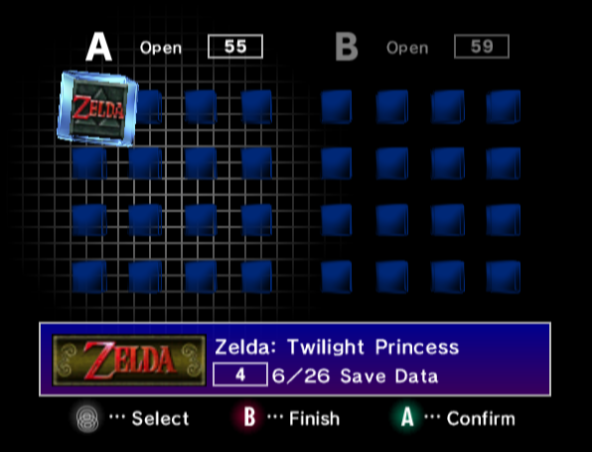 A Open 55 B Open 59
ZELDA
ZELDA
Zelda: Twilight Princess
4 6/26 Save Data
··· Select B ··· Finish A ··· Confirm